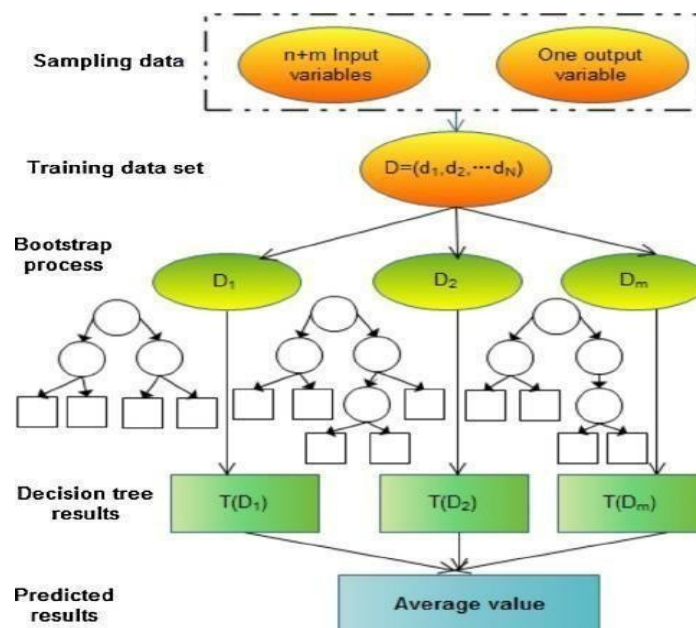 Sampling data
n+m Input
variables
One output
variable
Training data set
D=(d₁,d₂,⋯d_N)
Bootstrap
process
D₁
D₂
Dₘ
Decision tree
results
T(D₁)
T(D₂)
T(Dₘ)
Predicted
results
Average value